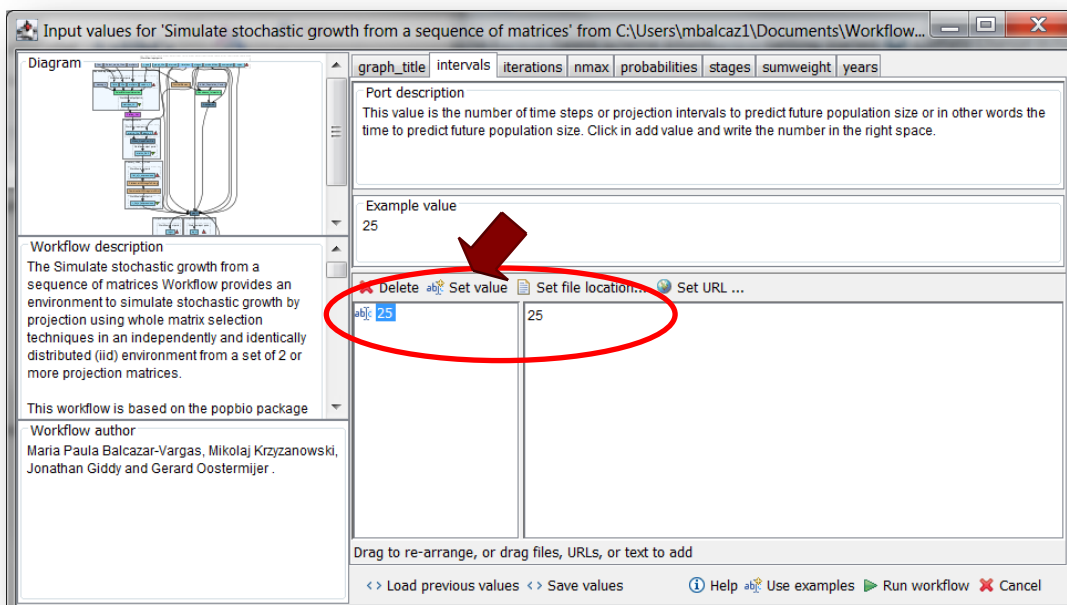 Input values for 'Simulate stochastic growth from a sequence of matrices' from C:\Users\mbalcaz1\Documents\Workflow...
Diagram
graph_title intervals iterations nmax probabilities stages sumweight years
Port description
This value is the number of time steps or projection intervals to predict future population size or in other words the
time to predict future population size. Click in add value and write the number in the right space.
Example value
25
Workflow description
The Simulate stochastic growth from a
sequence of matrices Workflow provides an
environment to simulate stochastic growth by
projection using whole matrix selection
techniques in an independently and identically
distributed (iid) environment from a set of 2 or
more projection matrices.
This workflow is based on the popbio package
Workflow author
Maria Paula Balcazar-Vargas, Mikolaj Krzyzanowski,
Jonathan Giddy and Gerard Oostermijer .
Delete Set value Set file location... Set URL ...
25
25
Drag to re-arrange, or drag files, URLs, or text to add
Load previous values Save values Help Use examples Run workflow Cancel